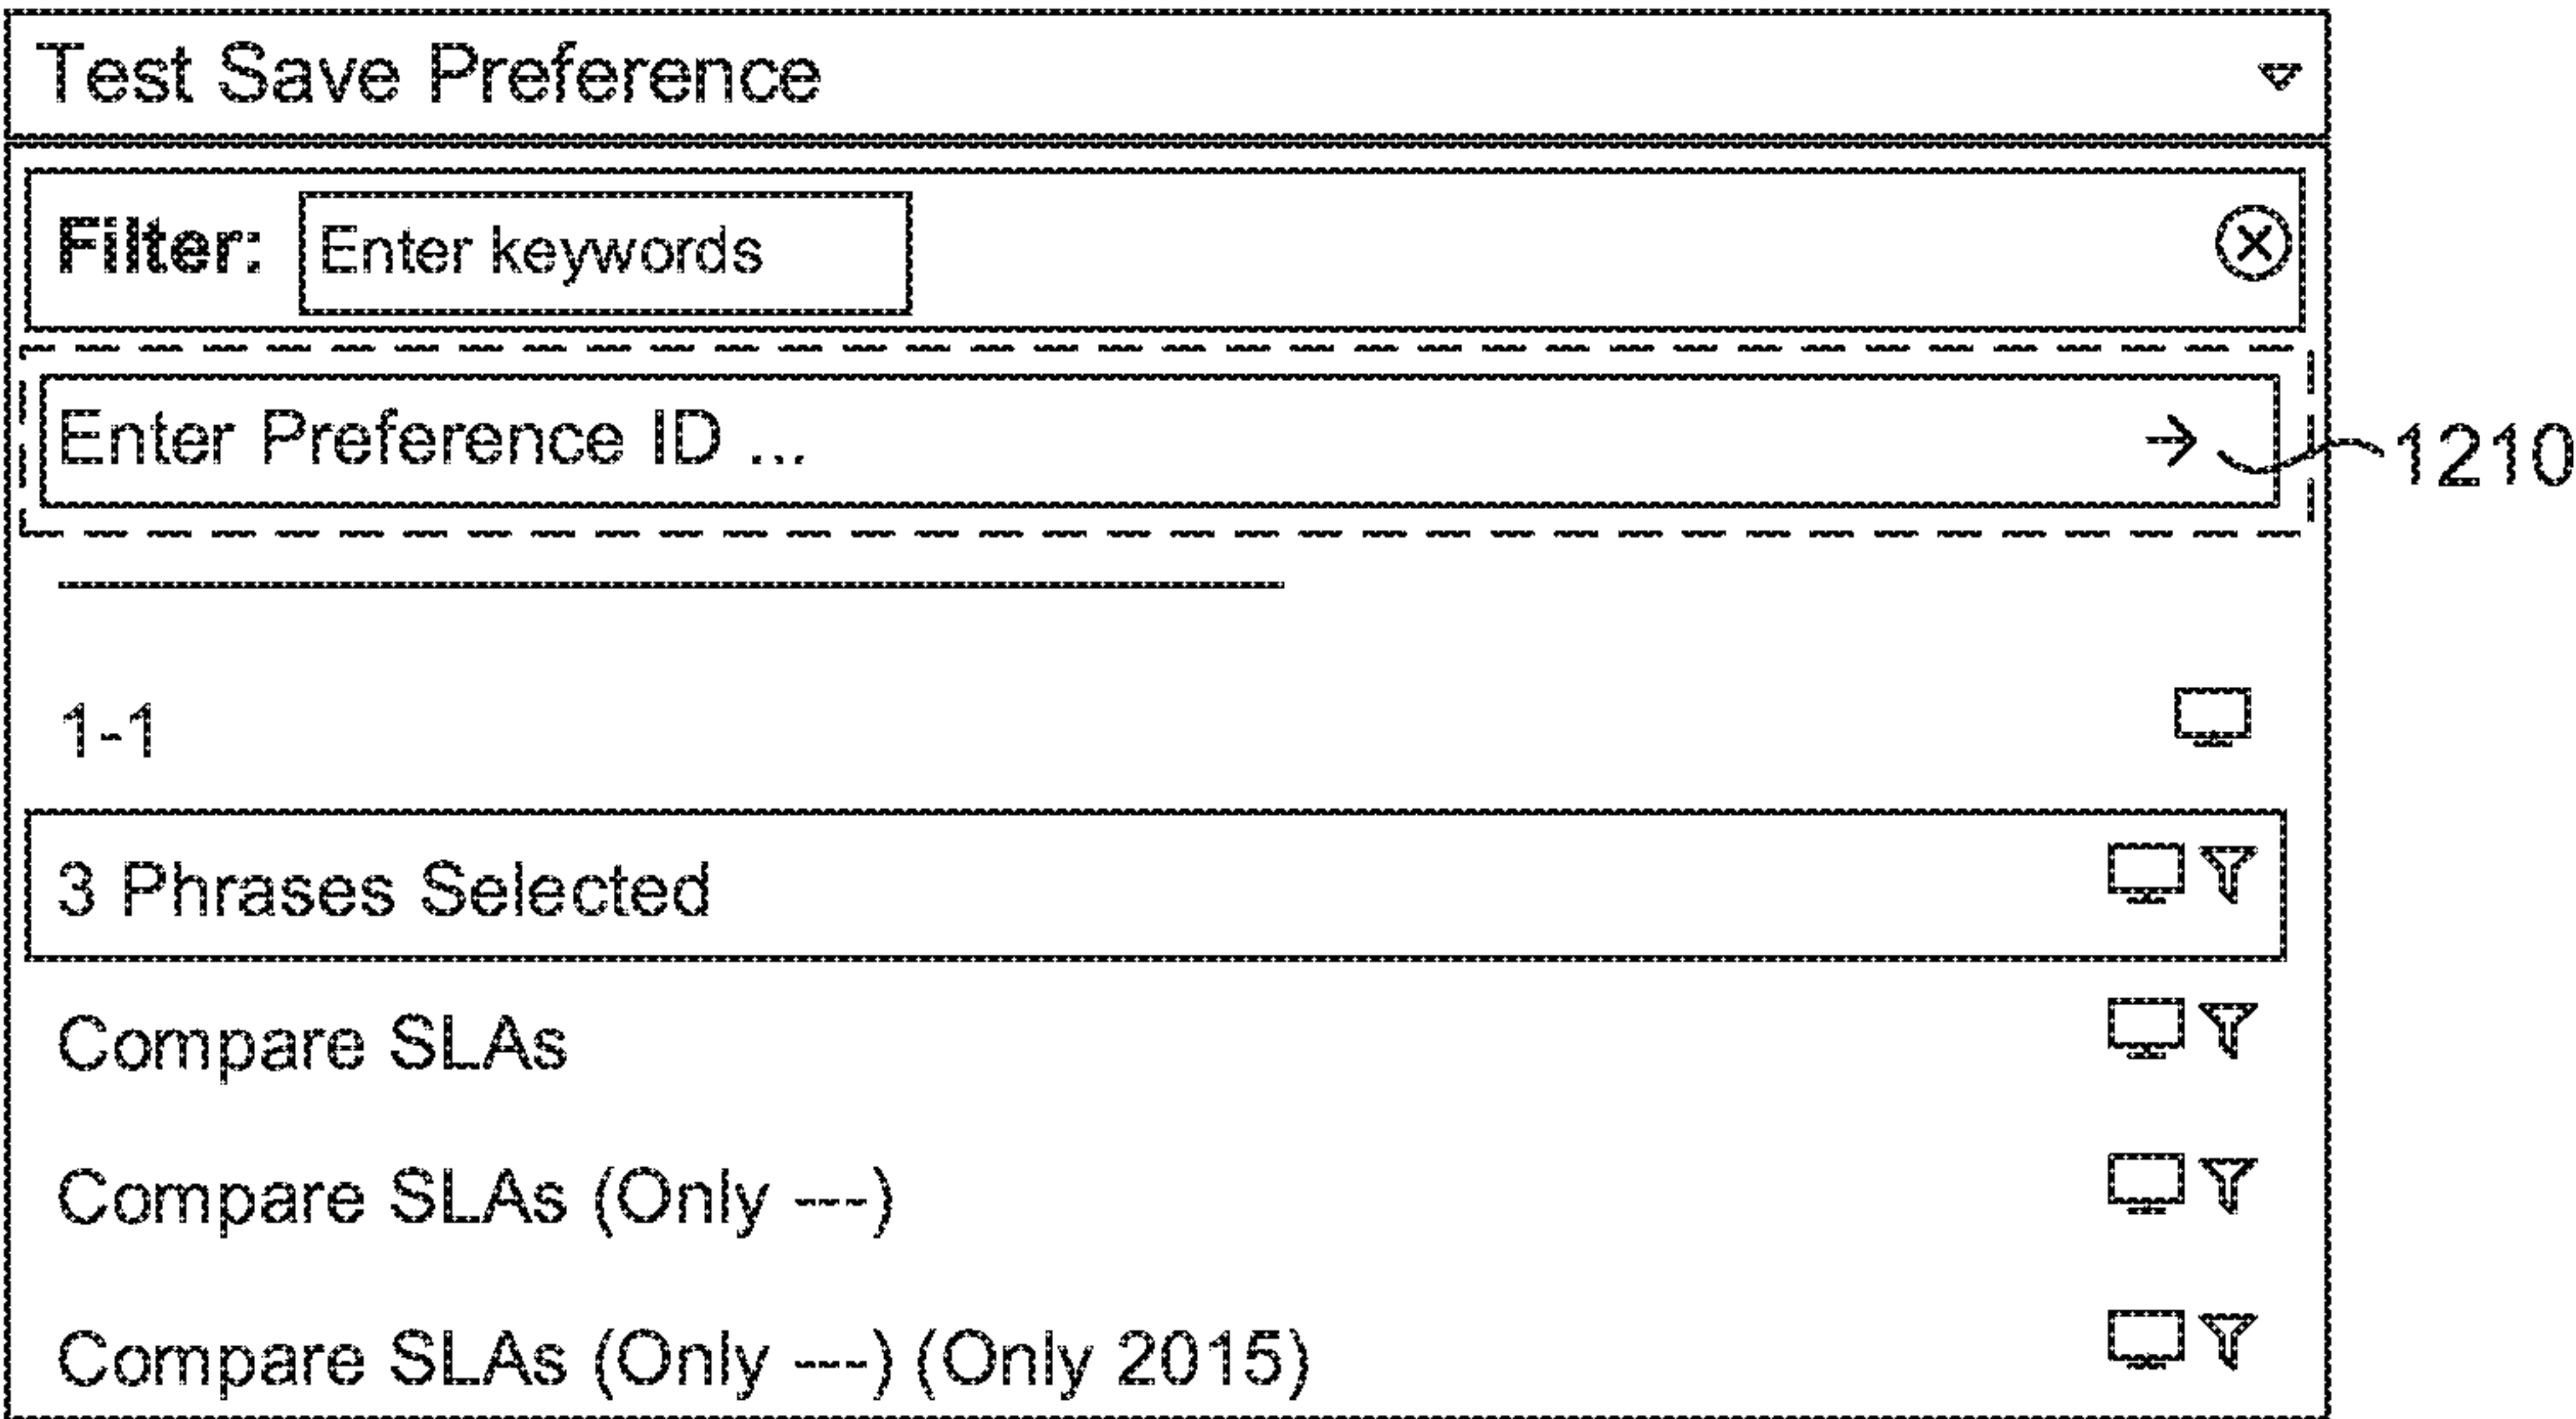 Test Save Preference
Filter: Enter keywords
Enter Preference ID ...
1210
1-1
3 Phrases Selected
Compare SLAs
Compare SLAs (Only ---)
Compare SLAs (Only ---) (Only 2015)